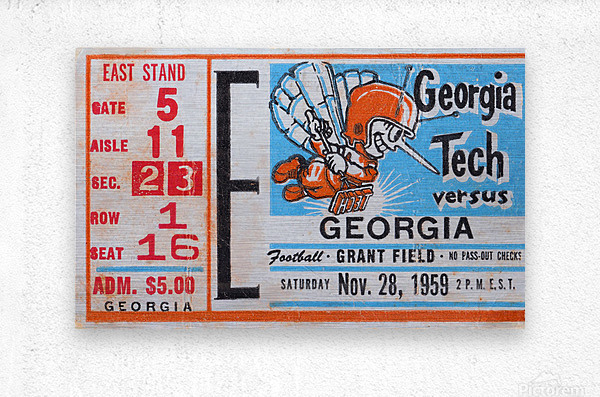 EAST STAND
GATE 5
AISLE 11
SEC. 23
ROW 1
SEAT 16
ADM. $5.00
GEORGIA
E
Georgia
Tech
versus
GEORGIA
Football · GRANT FIELD · NO PASS-OUT CHECKS
SATURDAY Nov. 28, 1959 2 P.M. E.S.T.
Pictorem